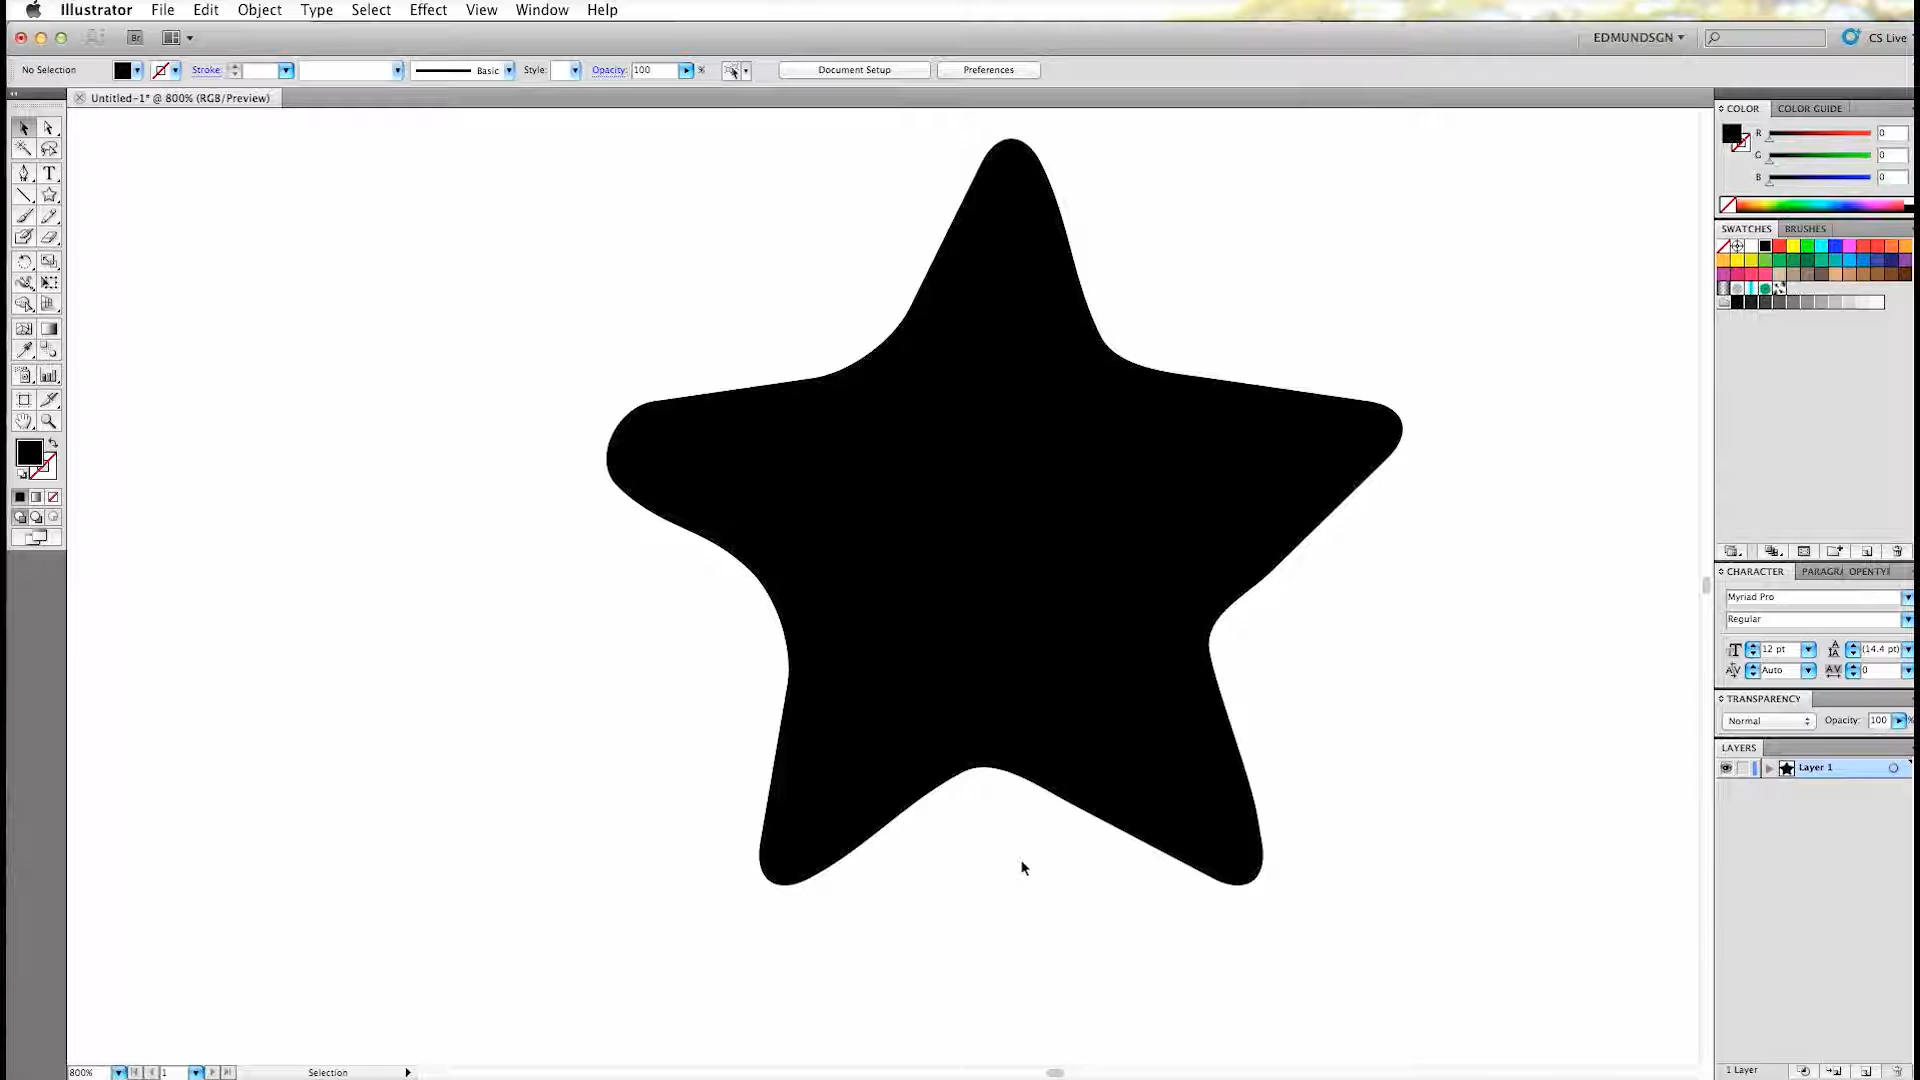 Illustrator File Edit Object Type Select Effect View Window Help
Br EDMUNDSGN CS Live
No Selection Stroke: Basic Style: Opacity: 100 % Document Setup Preferences
Untitled-1* @ 800% (RGB/Preview)
COLOR COLOR GUIDE
R 0
G 0
B 0
SWATCHES BRUSHES
CHARACTER PARAGRA OPENTYI
Myriad Pro
Regular
12 pt (14.4 pt)
Auto 0
TRANSPARENCY
Normal Opacity: 100 %
LAYERS
Layer 1
800% 1 Selection 1 Layer